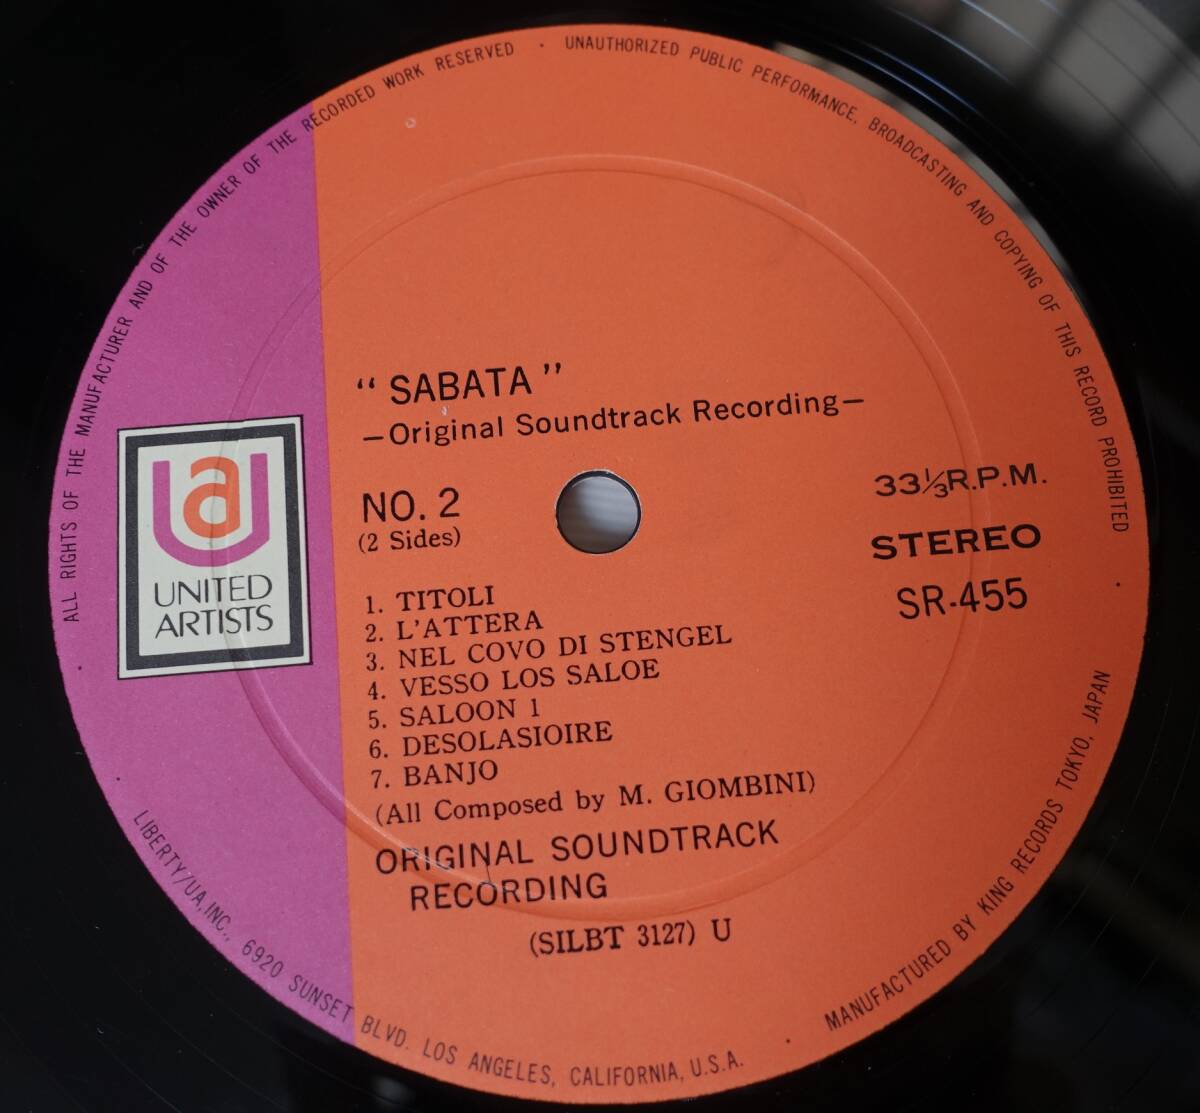 ALL RIGHTS OF THE MANUFACTURER AND OF THE OWNER OF THE RECORDED WORK RESERVED · UNAUTHORIZED PUBLIC PERFORMANCE, BROADCASTING AND COPYING OF THIS RECORD PROHIBITED
"SABATA"
—Original Soundtrack Recording—
ua
UNITED
ARTISTS
NO. 2
(2 Sides)
33⅓R.P.M.
STEREO
SR-455
1. TITOLI
2. L'ATTERA
3. NEL COVO DI STENGEL
4. VESSO LOS SALOE
5. SALOON 1
6. DESOLASIOIRE
7. BANJO
(All Composed by M. GIOMBINI)
ORIGINAL SOUNDTRACK
RECORDING
(SILBT 3127) U
LIBERTY/UA, INC., 6920 SUNSET BLVD. LOS ANGELES, CALIFORNIA, U.S.A. · MANUFACTURED BY KING RECORDS TOKYO, JAPAN